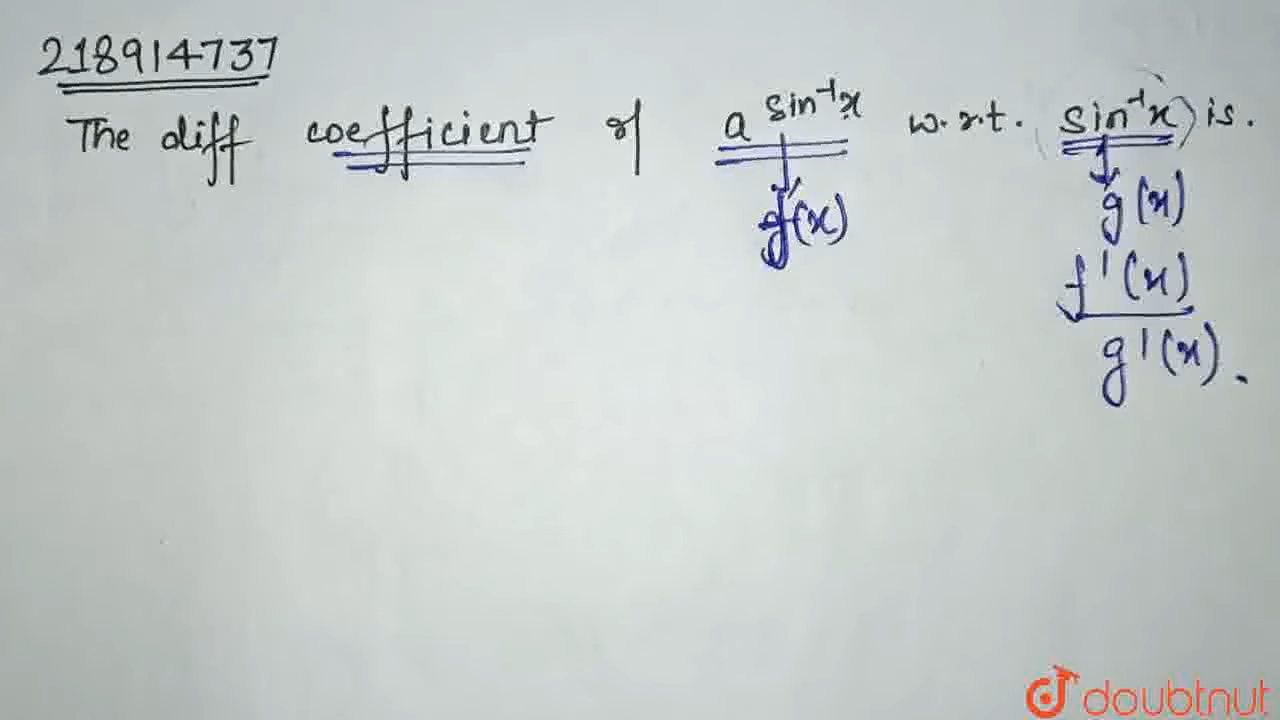 218914737
The diff coefficient of a^sin⁻¹x w.r.t. (sin⁻¹x) is.
f(x) g(x)
f'(x)
g'(x).
doubtnut